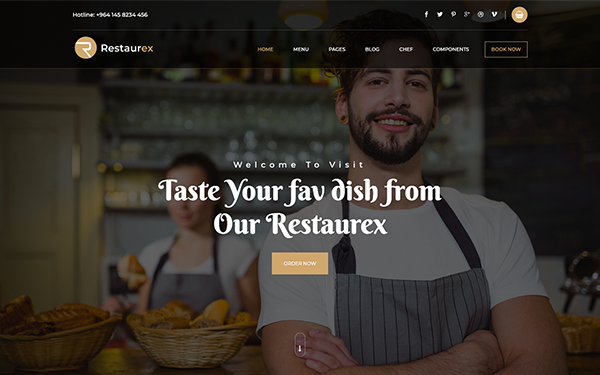 Hotline: +964 145 8234 456
Restaurex
HOME
MENU
PAGES
BLOG
CHEF
COMPONENTS
BOOK NOW
Welcome To Visit
Taste Your fav dish from
Our Restaurex
ORDER NOW